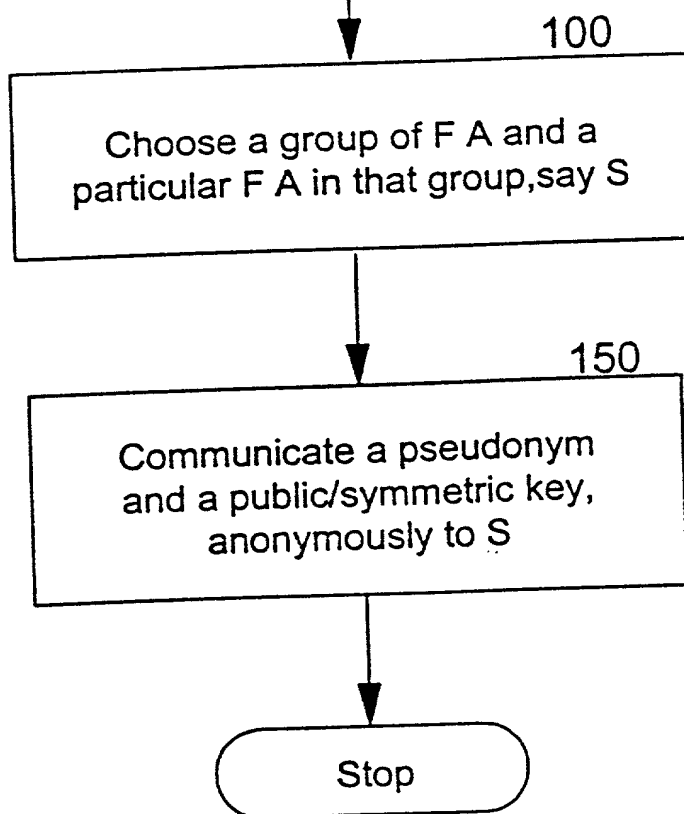 100
Choose a group of F A and a
particular F A in that group,say S
150
Communicate a pseudonym
and a public/symmetric key,
anonymously to S
Stop